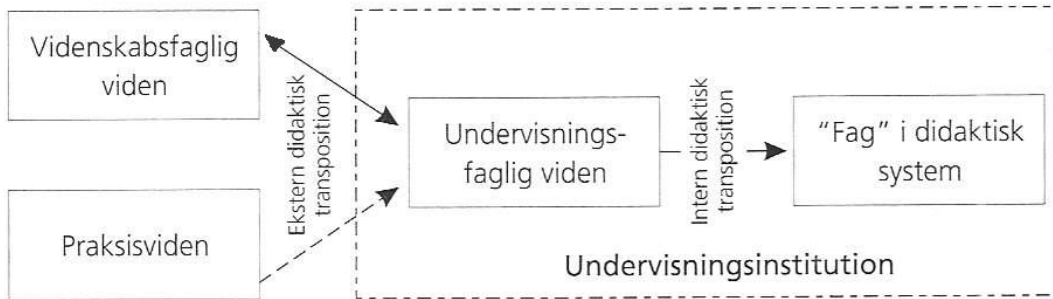 Videnskabsfaglig
viden
Praksisviden
Ekstern didaktisk
transposition
Undervisnings-
faglig viden
Intern didaktisk
transposition
"Fag" i didaktisk
system
Undervisningsinstitution